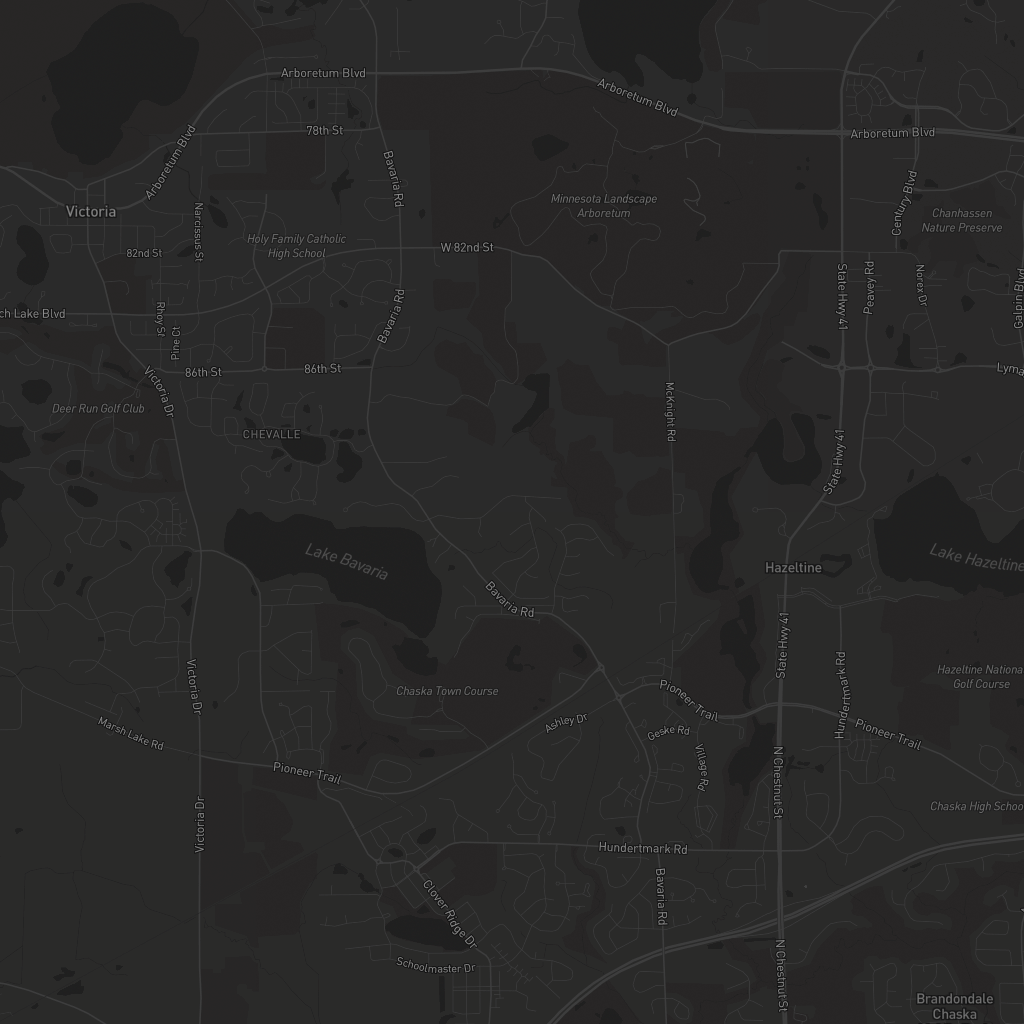 Arboretum Blvd
Arboretum Blvd
78th St
Arboretum Blvd
Arboretum Blvd
Bavaria Rd
Century Blvd
Minnesota Landscape
Arboretum
Victoria
Narcissus St
Chanhassen
Nature Preserve
Holy Family Catholic
High School
W 82nd St
82nd St
State Hwy 41
Peavey Rd
Norex Dr
Galpin Blvd
ch Lake Blvd
Rhoy St
Pine Ct
Bavaria Rd
86th St
86th St
Lyma
Victoria Dr
Deer Run Golf Club
McKnight Rd
CHEVALLE
State Hwy 41
Lake Bavaria
Lake Hazeltine
Hazeltine
Bavaria Rd
State Hwy 41
Victoria Dr
Hundertmark Rd
Hazeltine Nationa
Golf Course
Chaska Town Course
Pioneer Trail
Ashley Dr
Geske Rd
Marsh Lake Rd
Pioneer Trail
Village Rd
Pioneer Trail
N Chestnut St
Chaska High Schoo
Victoria Dr
Hundertmark Rd
Bavaria Rd
Clover Ridge Dr
Schoolmaster Dr
N Chestnut St
Brandondale
Chaska